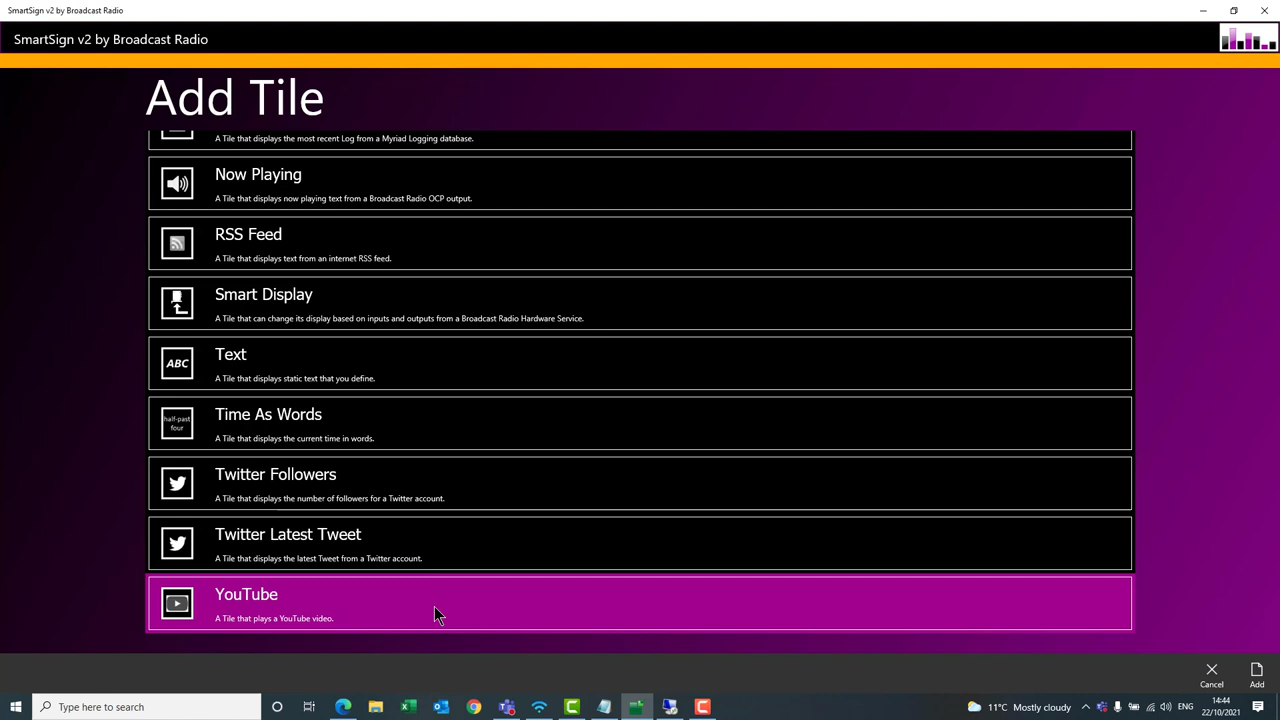 SmartSign v2 by Broadcast Radio
SmartSign v2 by Broadcast Radio
Add Tile
A Tile that displays the most recent Log from a Myriad Logging database.
Now Playing
A Tile that displays now playing text from a Broadcast Radio OCP output.
RSS Feed
A Tile that displays text from an internet RSS feed.
Smart Display
A Tile that can change its display based on inputs and outputs from a Broadcast Radio Hardware Service.
ABC
Text
A Tile that displays static text that you define.
half-past
four
Time As Words
A Tile that displays the current time in words.
Twitter Followers
A Tile that displays the number of followers for a Twitter account.
Twitter Latest Tweet
A Tile that displays the latest Tweet from a Twitter account.
YouTube
A Tile that plays a YouTube video.
Cancel
Add
Type here to search
11°C Mostly cloudy
ENG
14:44
22/10/2021